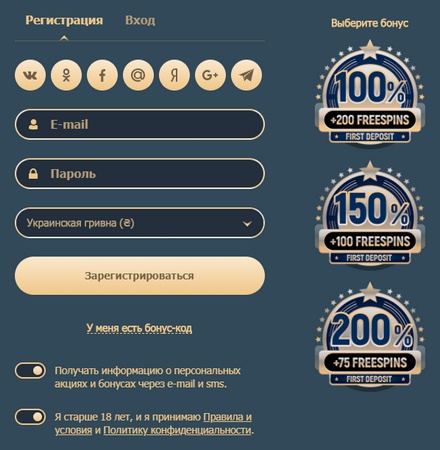 Регистрация Вход
E-mail
Пароль
Украинская гривна (₴)
Зарегистрироваться
У меня есть бонус-код
Получать информацию о персональных
акциях и бонусах через e-mail и sms.
Я старше 18 лет, и я принимаю Правила и
условия и Политику конфиденциальности.
Выберите бонус
100%
+200 FREESPINS
FIRST DEPOSIT
150%
+100 FREESPINS
FIRST DEPOSIT
200%
+75 FREESPINS
FIRST DEPOSIT